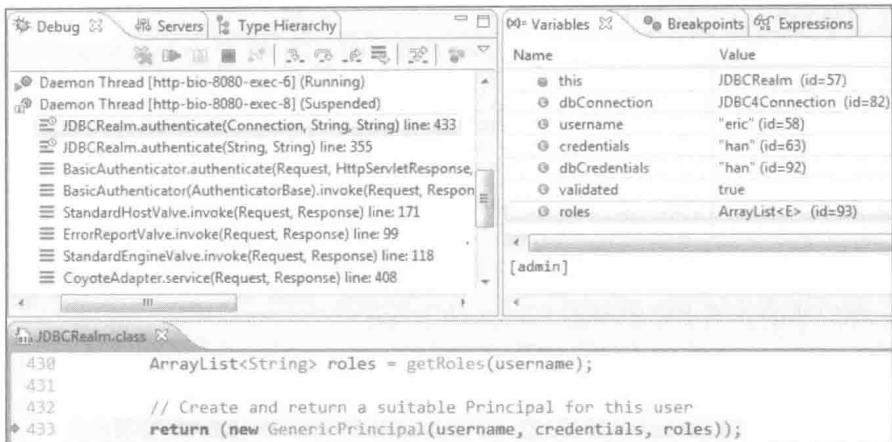 Debug Servers Type Hierarchy
Daemon Thread [http-bio-8080-exec-6] (Running)
Daemon Thread [http-bio-8080-exec-8] (Suspended)
JDBCRealm.authenticate(Connection, String, String) line: 433
JDBCRealm.authenticate(String, String) line: 355
BasicAuthenticator.authenticate(Request, HttpServletResponse,
BasicAuthenticator(AuthenticatorBase).invoke(Request, Respon
StandardHostValve.invoke(Request, Response) line: 171
ErrorReportValve.invoke(Request, Response) line: 99
StandardEngineValve.invoke(Request, Response) line: 118
CoyoteAdapter.service(Request, Response) line: 408
(x)= Variables Breakpoints Expressions
Name Value
this JDBCRealm (id=57)
dbConnection JDBC4Connection (id=82)
username "eric" (id=58)
credentials "han" (id=63)
dbCredentials "han" (id=92)
validated true
roles ArrayList<E> (id=93)
[admin]
JDBCRealm.class
430 ArrayList<String> roles = getRoles(username);
431
432 // Create and return a suitable Principal for this user
433 return (new GenericPrincipal(username, credentials, roles));